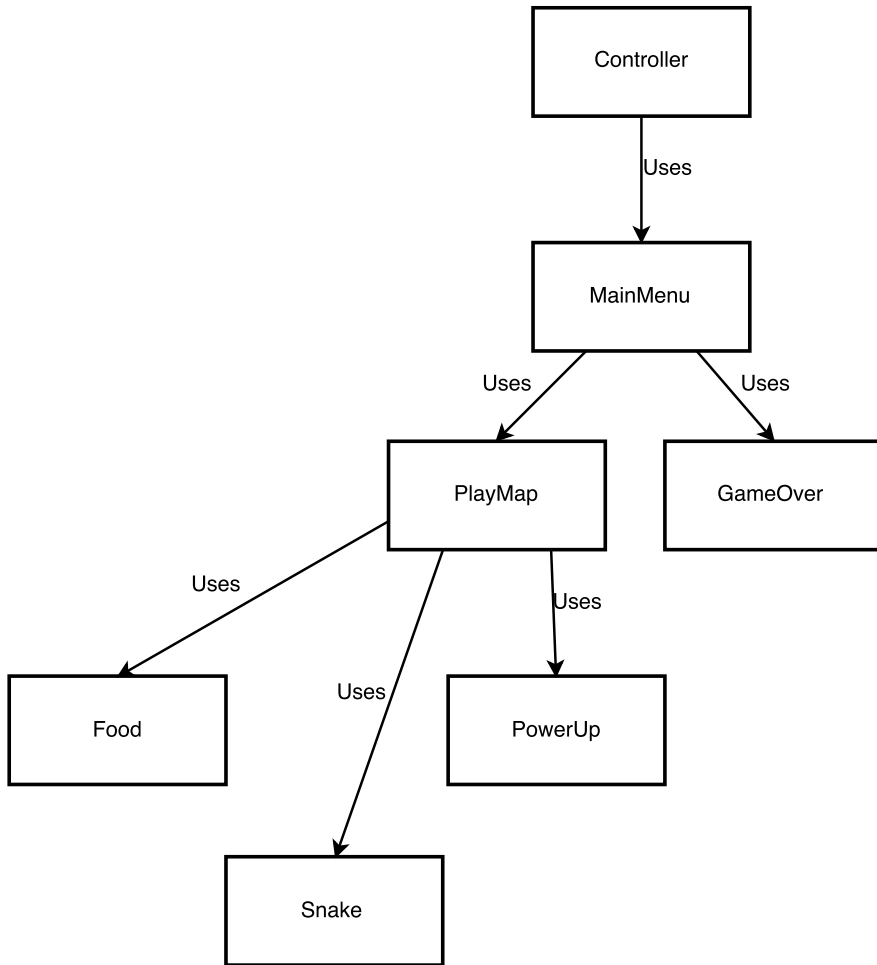 Controller
Uses
MainMenu
Uses
Uses
PlayMap
GameOver
Uses
Uses
Uses
Food
PowerUp
Snake